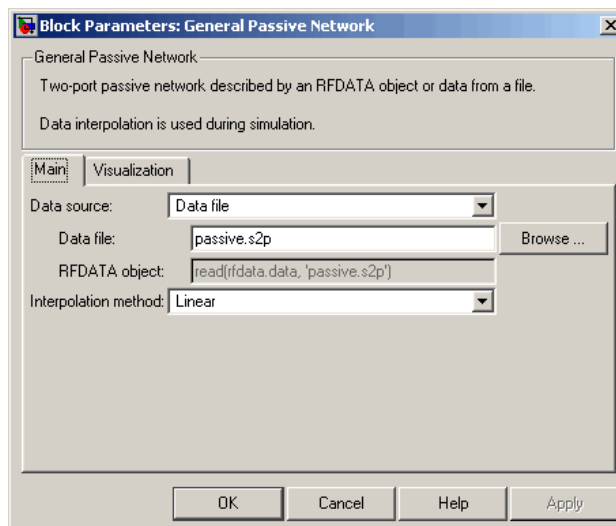 Block Parameters: General Passive Network
General Passive Network
Two-port passive network described by an RFDATA object or data from a file.
Data interpolation is used during simulation.
Main Visualization
Data source: Data file
Data file: passive.s2p Browse ...
RFDATA object: read(rfdata.data, 'passive.s2p')
Interpolation method: Linear
OK Cancel Help Apply